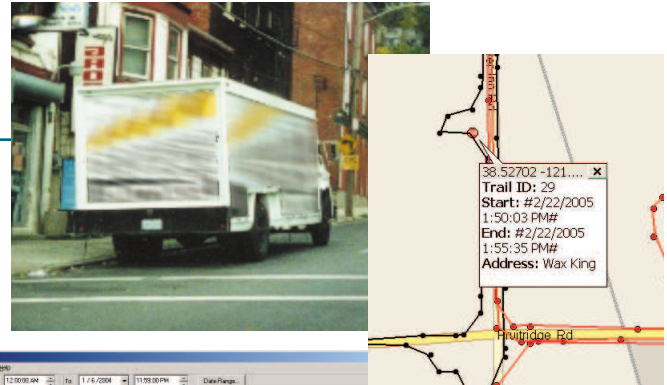 38.52702 -121....
Trail ID: 29
Start: #2/22/2005
1:50:03 PM#
End: #2/22/2005
1:55:35 PM#
Address: Wax King
Fruitridge Rd
12:00:00 AM To 1 / 6 /2004 11:59:00 PM Date Range...